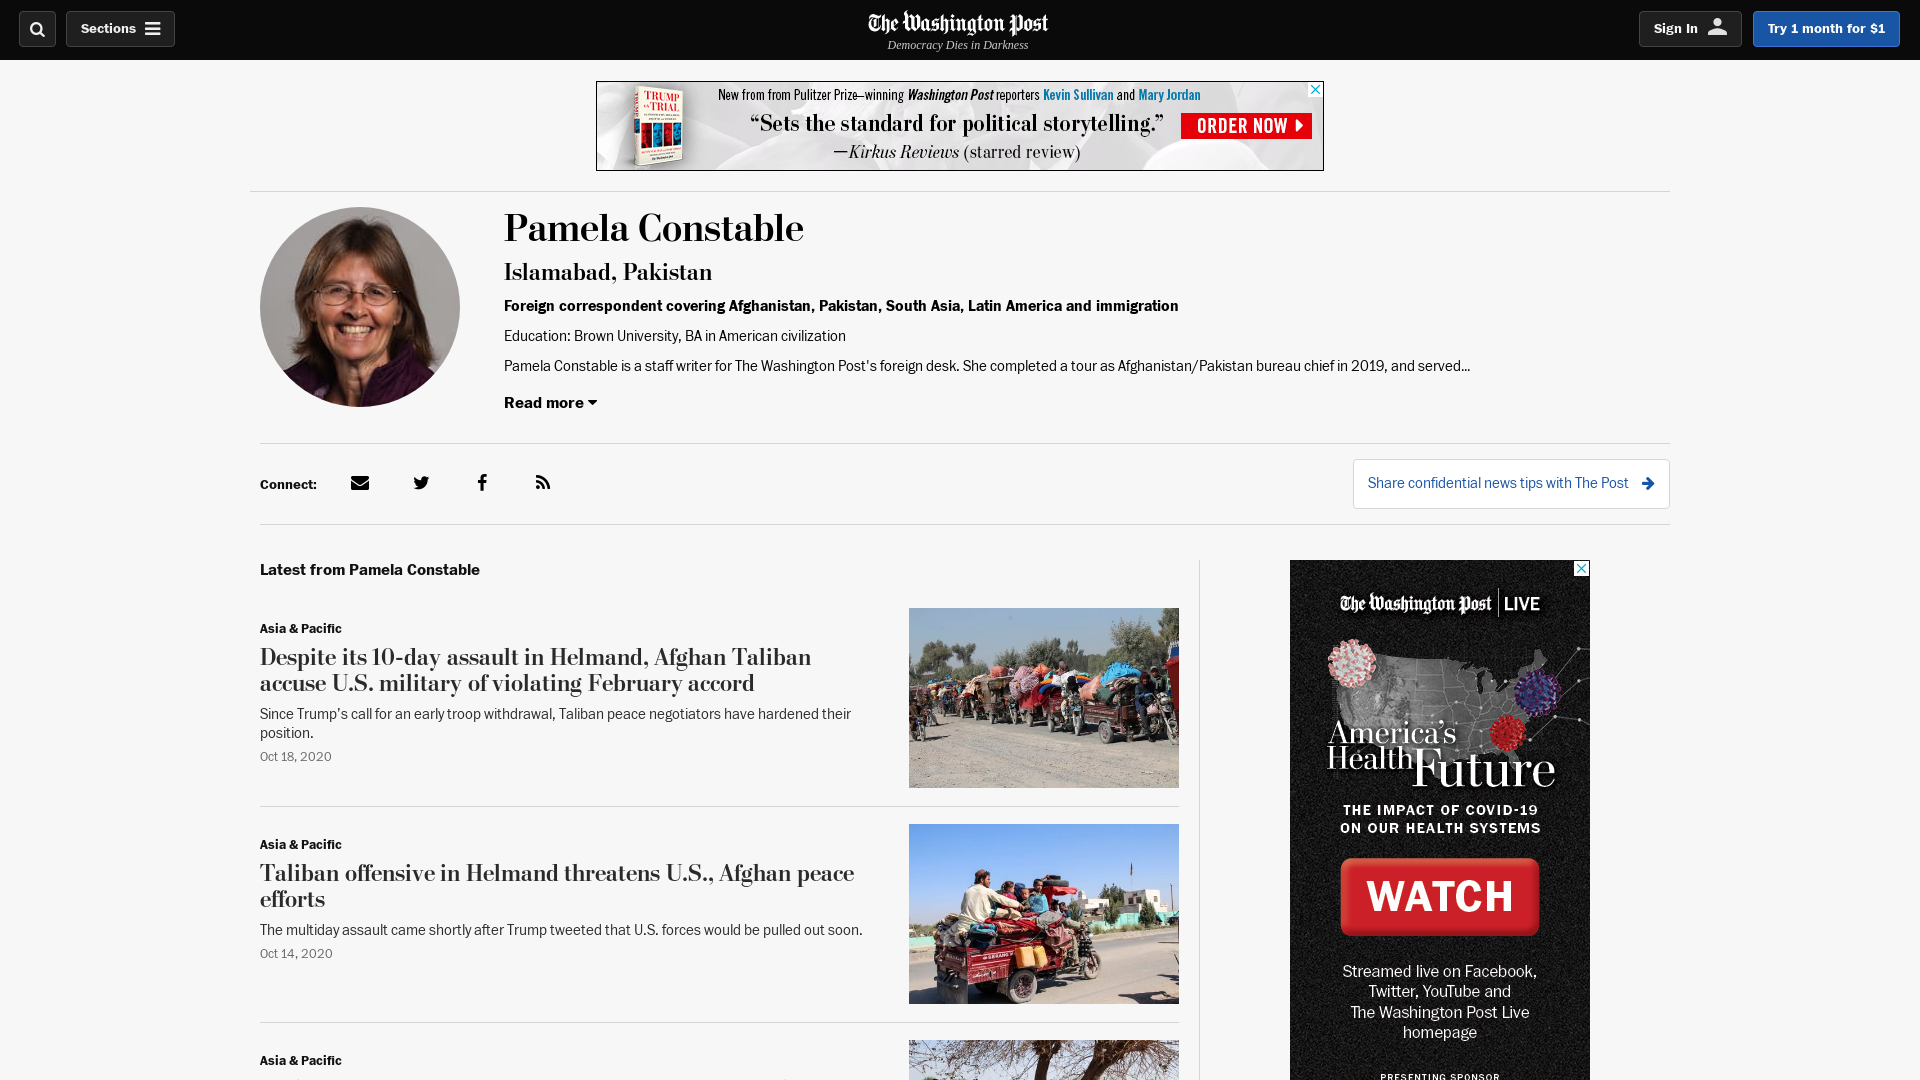 Sections
The Washington Post
Democracy Dies in Darkness
Sign In
Try 1 month for $1
TRUMP
ON TRIAL
New from from Pulitzer Prize–winning Washington Post reporters Kevin Sullivan and Mary Jordan
“Sets the standard for political storytelling.”
—Kirkus Reviews (starred review)
ORDER NOW
Pamela Constable
Islamabad, Pakistan
Foreign correspondent covering Afghanistan, Pakistan, South Asia, Latin America and immigration
Education: Brown University, BA in American civilization
Pamela Constable is a staff writer for The Washington Post's foreign desk. She completed a tour as Afghanistan/Pakistan bureau chief in 2019, and served...
Read more
Connect:
Share confidential news tips with The Post
Latest from Pamela Constable
Asia & Pacific
Despite its 10-day assault in Helmand, Afghan Taliban
accuse U.S. military of violating February accord
Since Trump’s call for an early troop withdrawal, Taliban peace negotiators have hardened their
position.
Oct 18, 2020
Asia & Pacific
Taliban offensive in Helmand threatens U.S., Afghan peace
efforts
The multiday assault came shortly after Trump tweeted that U.S. forces would be pulled out soon.
Oct 14, 2020
Asia & Pacific
The Washington Post LIVE
America’s
Health Future
THE IMPACT OF COVID-19
ON OUR HEALTH SYSTEMS
WATCH
Streamed live on Facebook,
Twitter, YouTube and
The Washington Post Live
homepage
PRESENTING SPONSOR